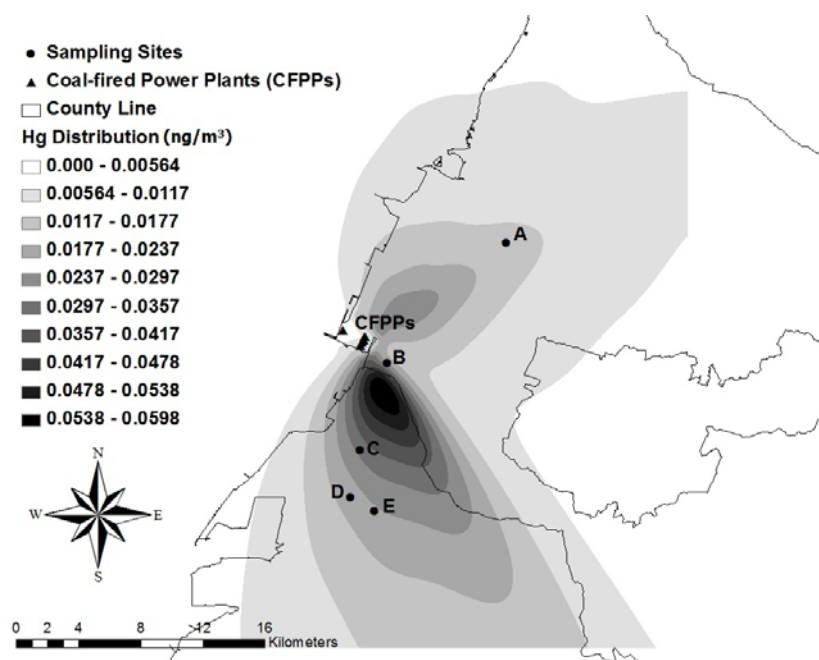 Sampling Sites
Coal-fired Power Plants (CFPPs)
County Line
Hg Distribution (ng/m³)
0.000 - 0.00564
0.00564 - 0.0117
0.0117 - 0.0177
0.0177 - 0.0237
0.0237 - 0.0297
0.0297 - 0.0357
0.0357 - 0.0417
0.0417 - 0.0478
0.0478 - 0.0538
0.0538 - 0.0598
A
CFPPs
B
C
D
E
N
W E
S
0 2 4 8 12 16
Kilometers